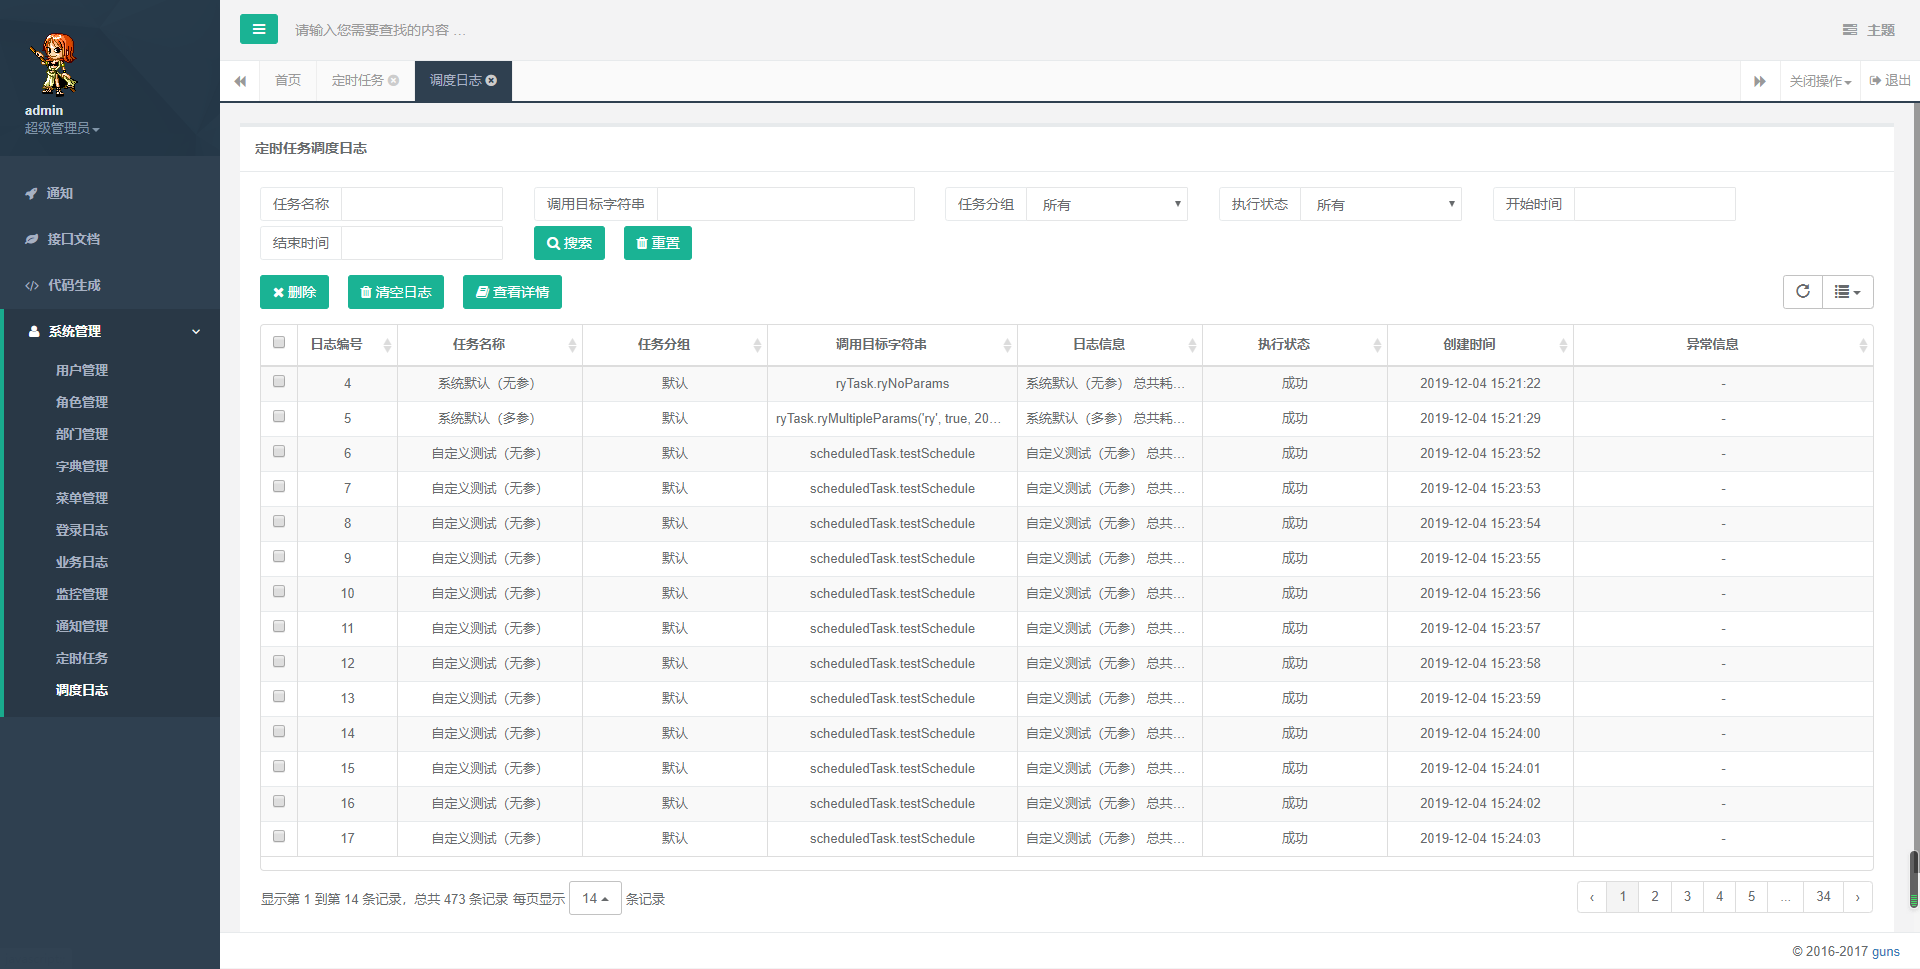 请输入您需要查找的内容 …
主题
首页
定时任务
调度日志
关闭操作
退出
admin
超级管理员
通知
接口文档
代码生成
系统管理
用户管理
角色管理
部门管理
字典管理
菜单管理
登录日志
业务日志
监控管理
通知管理
定时任务
调度日志
定时任务调度日志
任务名称 调用目标字符串 任务分组 所有 执行状态 所有 开始时间
结束时间 搜索 重置
删除 清空日志 查看详情
日志编号 任务名称 任务分组 调用目标字符串 日志信息 执行状态 创建时间 异常信息
4 系统默认（无参） 默认 ryTask.ryNoParams 系统默认（无参） 总共耗… 成功 2019-12-04 15:21:22 -
5 系统默认（多参） 默认 ryTask.ryMultipleParams('ry', true, 20… 系统默认（多参） 总共耗… 成功 2019-12-04 15:21:29 -
6 自定义测试（无参） 默认 scheduledTask.testSchedule 自定义测试（无参） 总共… 成功 2019-12-04 15:23:52 -
7 自定义测试（无参） 默认 scheduledTask.testSchedule 自定义测试（无参） 总共… 成功 2019-12-04 15:23:53 -
8 自定义测试（无参） 默认 scheduledTask.testSchedule 自定义测试（无参） 总共… 成功 2019-12-04 15:23:54 -
9 自定义测试（无参） 默认 scheduledTask.testSchedule 自定义测试（无参） 总共… 成功 2019-12-04 15:23:55 -
10 自定义测试（无参） 默认 scheduledTask.testSchedule 自定义测试（无参） 总共… 成功 2019-12-04 15:23:56 -
11 自定义测试（无参） 默认 scheduledTask.testSchedule 自定义测试（无参） 总共… 成功 2019-12-04 15:23:57 -
12 自定义测试（无参） 默认 scheduledTask.testSchedule 自定义测试（无参） 总共… 成功 2019-12-04 15:23:58 -
13 自定义测试（无参） 默认 scheduledTask.testSchedule 自定义测试（无参） 总共… 成功 2019-12-04 15:23:59 -
14 自定义测试（无参） 默认 scheduledTask.testSchedule 自定义测试（无参） 总共… 成功 2019-12-04 15:24:00 -
15 自定义测试（无参） 默认 scheduledTask.testSchedule 自定义测试（无参） 总共… 成功 2019-12-04 15:24:01 -
16 自定义测试（无参） 默认 scheduledTask.testSchedule 自定义测试（无参） 总共… 成功 2019-12-04 15:24:02 -
17 自定义测试（无参） 默认 scheduledTask.testSchedule 自定义测试（无参） 总共… 成功 2019-12-04 15:24:03 -
显示第 1 到第 14 条记录，总共 473 条记录 每页显示 14 条记录
‹ 1 2 3 4 5 ... 34 ›
© 2016-2017 guns